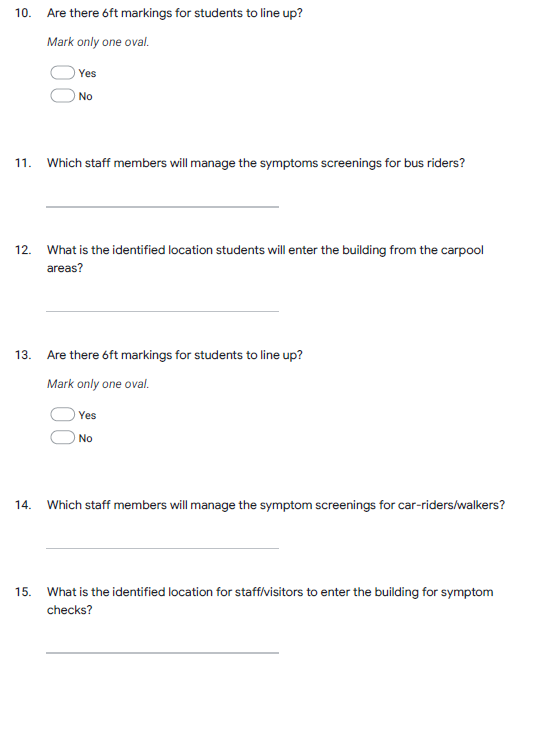 10. Are there 6ft markings for students to line up?
Mark only one oval.
Yes
No
11. Which staff members will manage the symptoms screenings for bus riders?
12. What is the identified location students will enter the building from the carpool
areas?
13. Are there 6ft markings for students to line up?
Mark only one oval.
Yes
No
14. Which staff members will manage the symptom screenings for car-riders/walkers?
15. What is the identified location for staff/visitors to enter the building for symptom
checks?